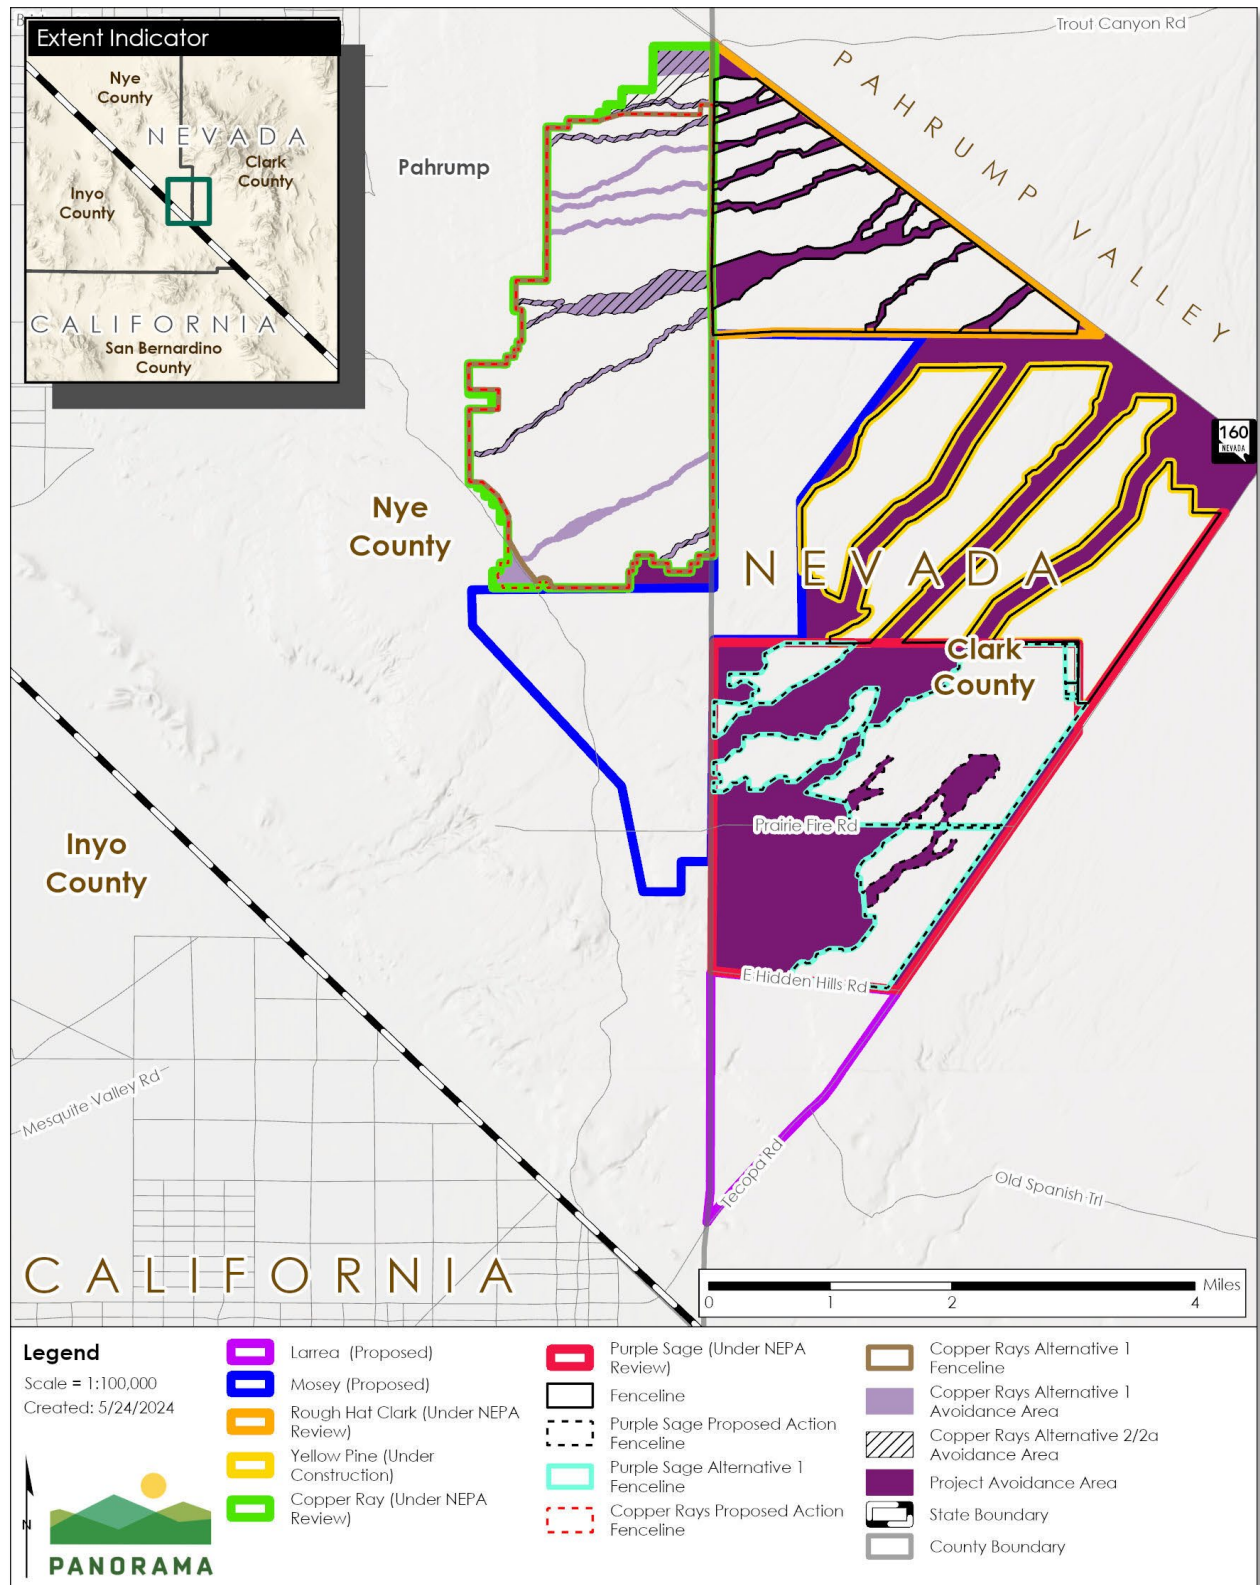 Extent Indicator
Nye
County
NEVADA
Clark
County
Inyo
County
CALIFORNIA
San Bernardino
County
Trout Canyon Rd
PAHRUMP VALLEY
Pahrump
160
NEVADA
Nye
County
NEVADA
Clark
County
Prairie Fire Rd
Inyo
County
E Hidden Hills Rd
Mesquite Valley Rd
Tecopa Rd
Old Spanish Trl
CALIFORNIA
0 1 2 4 Miles
Legend
Scale = 1:100,000
Created: 5/24/2024
N
PANORAMA
Larrea (Proposed)
Mosey (Proposed)
Rough Hat Clark (Under NEPA
Review)
Yellow Pine (Under
Construction)
Copper Ray (Under NEPA
Review)
Purple Sage (Under NEPA
Review)
Fenceline
Purple Sage Proposed Action
Fenceline
Purple Sage Alternative 1
Fenceline
Copper Rays Proposed Action
Fenceline
Copper Rays Alternative 1
Fenceline
Copper Rays Alternative 1
Avoidance Area
Copper Rays Alternative 2/2a
Avoidance Area
Project Avoidance Area
State Boundary
County Boundary